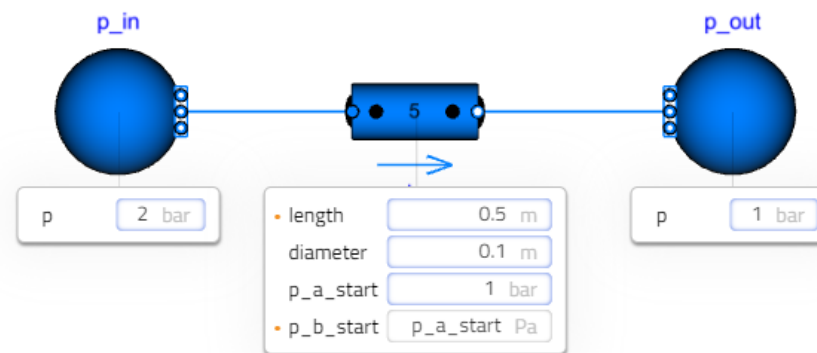 p_in
p_out
5
p 2 bar
length 0.5 m
diameter 0.1 m
p_a_start 1 bar
p_b_start p_a_start Pa
p 1 bar